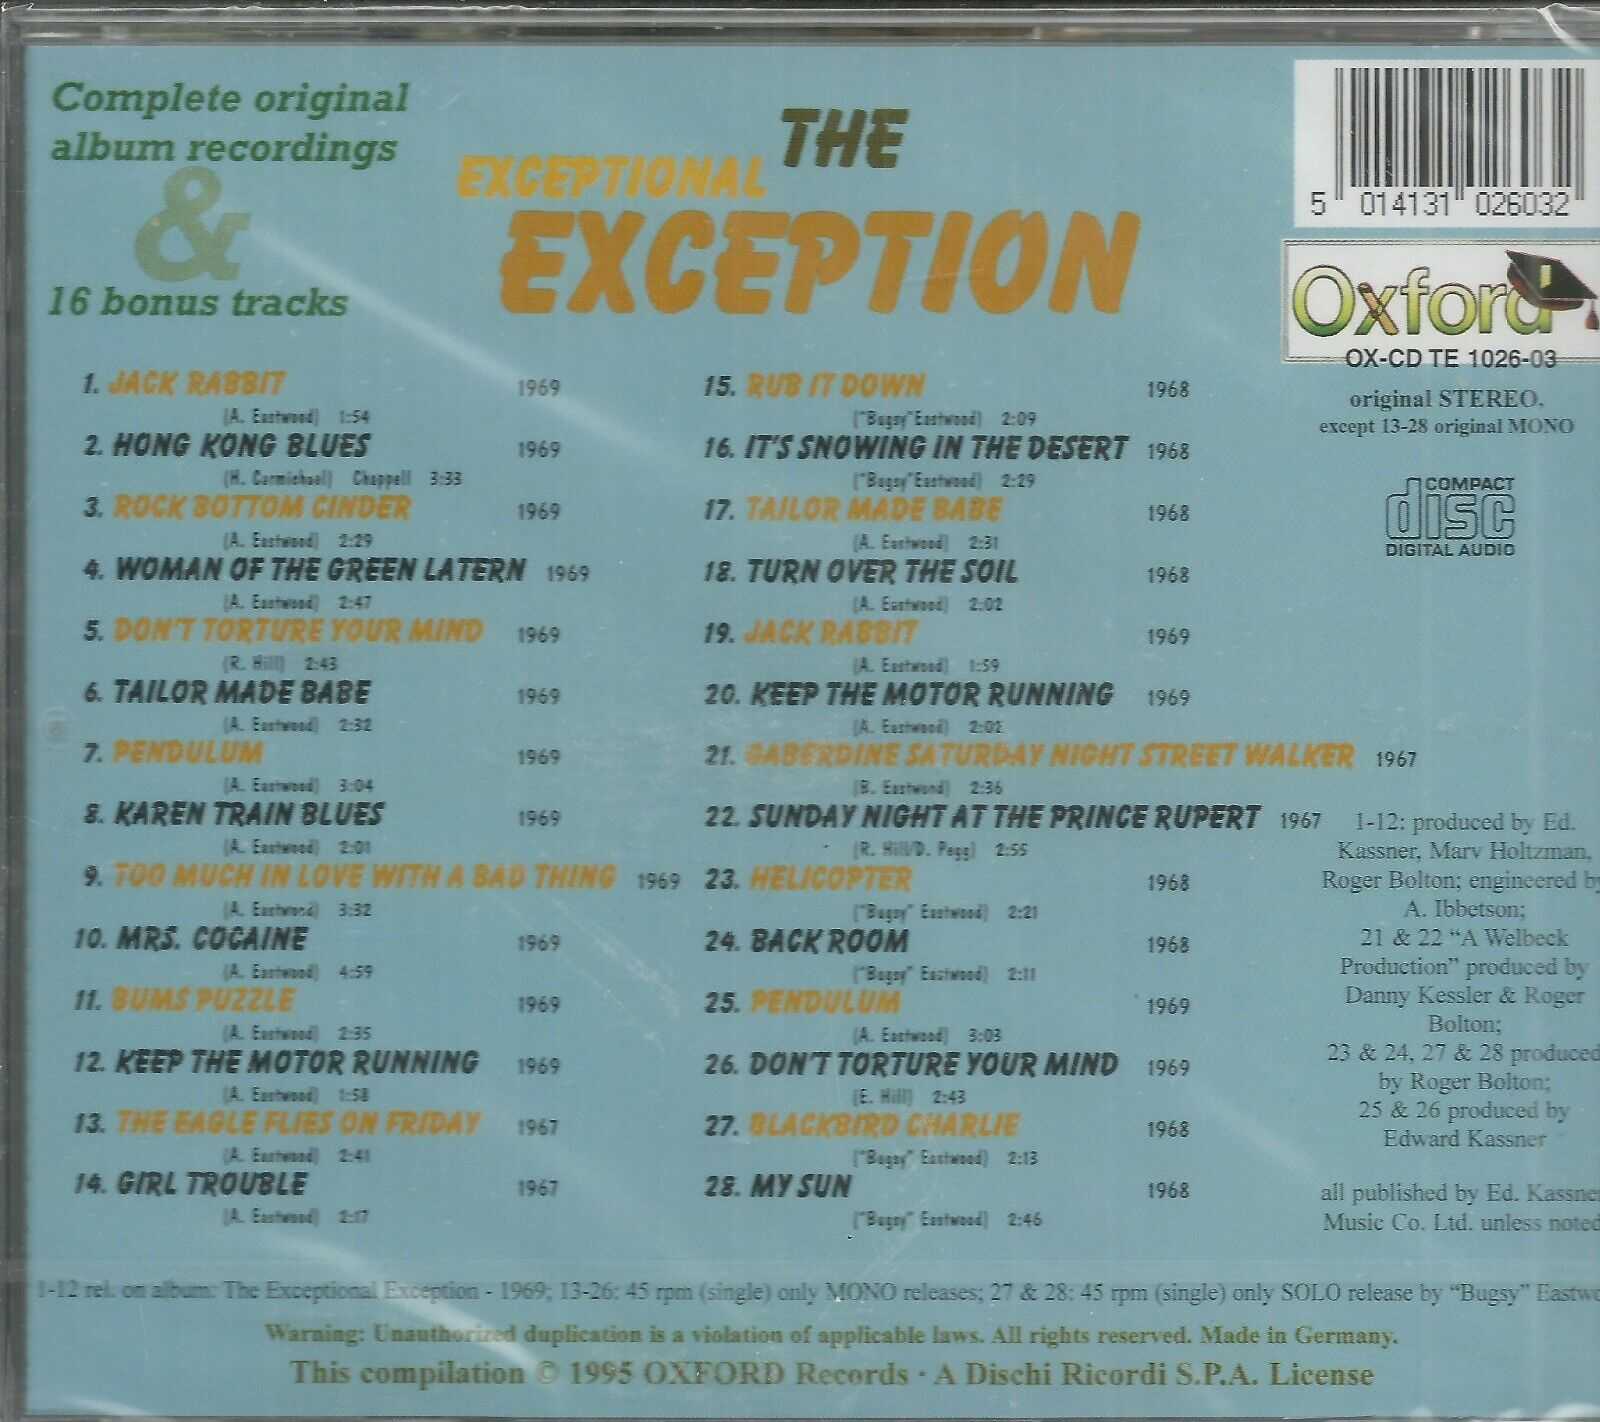 Complete original
album recordings
&
16 bonus tracks
THE
EXCEPTIONAL
EXCEPTION
5 014131 026032
Oxford
OX-CD TE 1026-03
original STEREO,
except 13-28 original MONO
COMPACT
disc
DIGITAL AUDIO
1. JACK RABBIT 1969
(A. Eastwood) 1:54
2. HONG KONG BLUES 1969
(H. Carmichael) Chappell 3:33
3. ROCK BOTTOM CINDER 1969
(A. Eastwood) 2:29
4. WOMAN OF THE GREEN LATERN 1969
(A. Eastwood) 2:47
5. DON'T TORTURE YOUR MIND 1969
(R. Hill) 2:43
6. TAILOR MADE BABE 1969
(A. Eastwood) 2:32
7. PENDULUM 1969
(A. Eastwood) 3:04
8. KAREN TRAIN BLUES 1969
(A. Eastwood) 2:01
9. TOO MUCH IN LOVE WITH A BAD THING 1969
(A. Eastwood) 3:32
10. MRS. COCAINE 1969
(A. Eastwood) 4:59
11. BUMS PUZZLE 1969
(A. Eastwood) 2:35
12. KEEP THE MOTOR RUNNING 1969
(A. Eastwood) 1:58
13. THE EAGLE FLIES ON FRIDAY 1967
(A. Eastwood) 2:41
14. GIRL TROUBLE 1967
(A. Eastwood) 2:17
15. RUB IT DOWN 1968
("Bugsy"Eastwood) 2:09
16. IT'S SNOWING IN THE DESERT 1968
("Bugsy"Eastwood) 2:29
17. TAILOR MADE BABE 1968
(A. Eastwood) 2:31
18. TURN OVER THE SOIL 1968
(A. Eastwood) 2:02
19. JACK RABBIT 1969
(A. Eastwood) 1:59
20. KEEP THE MOTOR RUNNING 1969
(A. Eastwood) 2:02
21. GABERDINE SATURDAY NIGHT STREET WALKER 1967
(B. Eastwood) 2:36
22. SUNDAY NIGHT AT THE PRINCE RUPERT 1967
(R. Hill/D. Pegg) 2:55
23. HELICOPTER 1968
("Bugsy" Eastwood) 2:21
24. BACK ROOM 1968
("Bugsy" Eastwood) 2:11
25. PENDULUM 1969
(A. Eastwood) 3:03
26. DON'T TORTURE YOUR MIND 1969
(E. Hill) 2:43
27. BLACKBIRD CHARLIE 1968
("Bugsy" Eastwood) 2:13
28. MY SUN 1968
("Bugsy" Eastwood) 2:46
1-12: produced by Ed.
Kassner, Marv Holtzman,
Roger Bolton; engineered by
A. Ibbetson;
21 & 22 "A Welbeck
Production" produced by
Danny Kessler & Roger
Bolton;
23 & 24, 27 & 28 produced
by Roger Bolton;
25 & 26 produced by
Edward Kassner
all published by Ed. Kassner
Music Co. Ltd. unless noted
1-12 rel. on album: The Exceptional Exception - 1969; 13-26: 45 rpm (single) only MONO releases; 27 & 28: 45 rpm (single) only SOLO release by "Bugsy" Eastwo
Warning: Unauthorized duplication is a violation of applicable laws. All rights reserved. Made in Germany.
This compilation © 1995 OXFORD Records · A Dischi Ricordi S.P.A. License